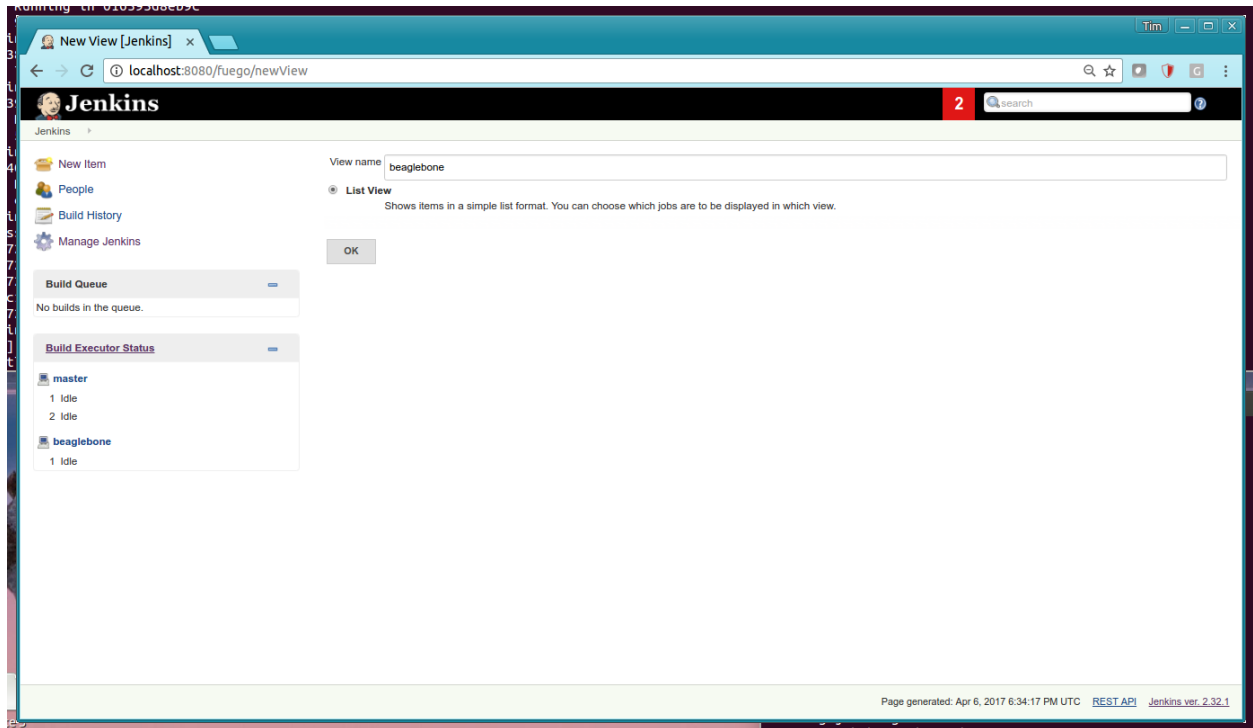 Running in 010595d8eb9c
Tim
New View [Jenkins]
localhost:8080/fuego/newView
Jenkins
2
search
Jenkins
New Item
People
Build History
Manage Jenkins
Build Queue
No builds in the queue.
Build Executor Status
master
1 Idle
2 Idle
beaglebone
1 Idle
View name beaglebone
List View
Shows items in a simple list format. You can choose which jobs are to be displayed in which view.
OK
Page generated: Apr 6, 2017 6:34:17 PM UTC REST API Jenkins ver. 2.32.1